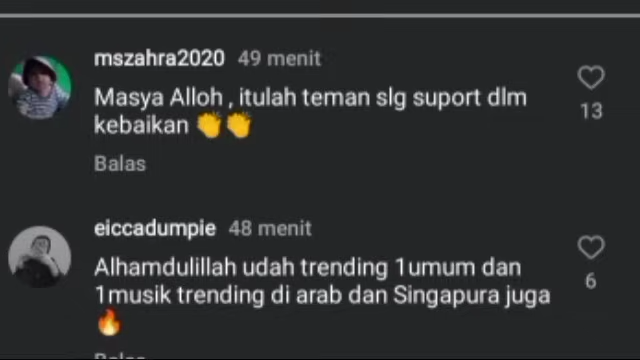 mszahra2020 49 menit
Masya Alloh , itulah teman slg suport dlm
kebaikan 👏👏
13
Balas
eiccadumpie 48 menit
Alhamdulillah udah trending 1umum dan
1musik trending di arab dan Singapura juga
🔥
6
Balas